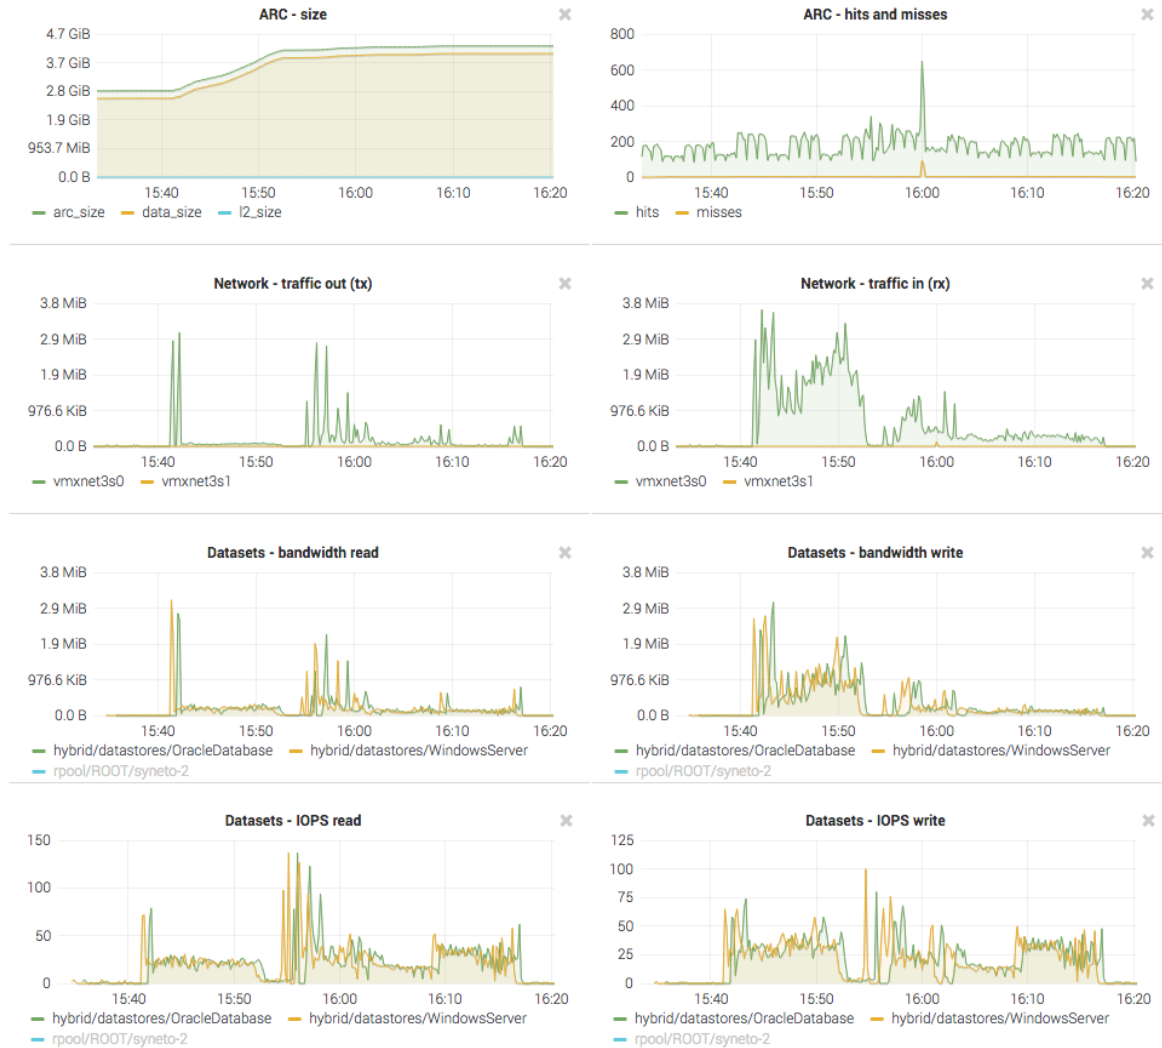 ARC - size ✖
4.7 GiB
3.7 GiB
2.8 GiB
1.9 GiB
953.7 MiB
0.0 B
15:40 15:50 16:00 16:10 16:20
arc_size data_size l2_size
ARC - hits and misses ✖
800
600
400
200
0
15:40 15:50 16:00 16:10 16:20
hits misses
Network - traffic out (tx) ✖
3.8 MiB
2.9 MiB
1.9 MiB
976.6 KiB
0.0 B
15:40 15:50 16:00 16:10 16:20
vmxnet3s0 vmxnet3s1
Network - traffic in (rx) ✖
3.8 MiB
2.9 MiB
1.9 MiB
976.6 KiB
0.0 B
15:40 15:50 16:00 16:10 16:20
vmxnet3s0 vmxnet3s1
Datasets - bandwidth read ✖
3.8 MiB
2.9 MiB
1.9 MiB
976.6 KiB
0.0 B
15:40 15:50 16:00 16:10 16:20
hybrid/datastores/OracleDatabase hybrid/datastores/WindowsServer
rpool/ROOT/syneto-2
Datasets - bandwidth write ✖
3.8 MiB
2.9 MiB
1.9 MiB
976.6 KiB
0.0 B
15:40 15:50 16:00 16:10 16:20
hybrid/datastores/OracleDatabase hybrid/datastores/WindowsServer
rpool/ROOT/syneto-2
Datasets - IOPS read ✖
150
100
50
0
15:40 15:50 16:00 16:10 16:20
hybrid/datastores/OracleDatabase hybrid/datastores/WindowsServer
rpool/ROOT/syneto-2
Datasets - IOPS write ✖
125
100
75
50
25
0
15:40 15:50 16:00 16:10 16:20
hybrid/datastores/OracleDatabase hybrid/datastores/WindowsServer
rpool/ROOT/syneto-2